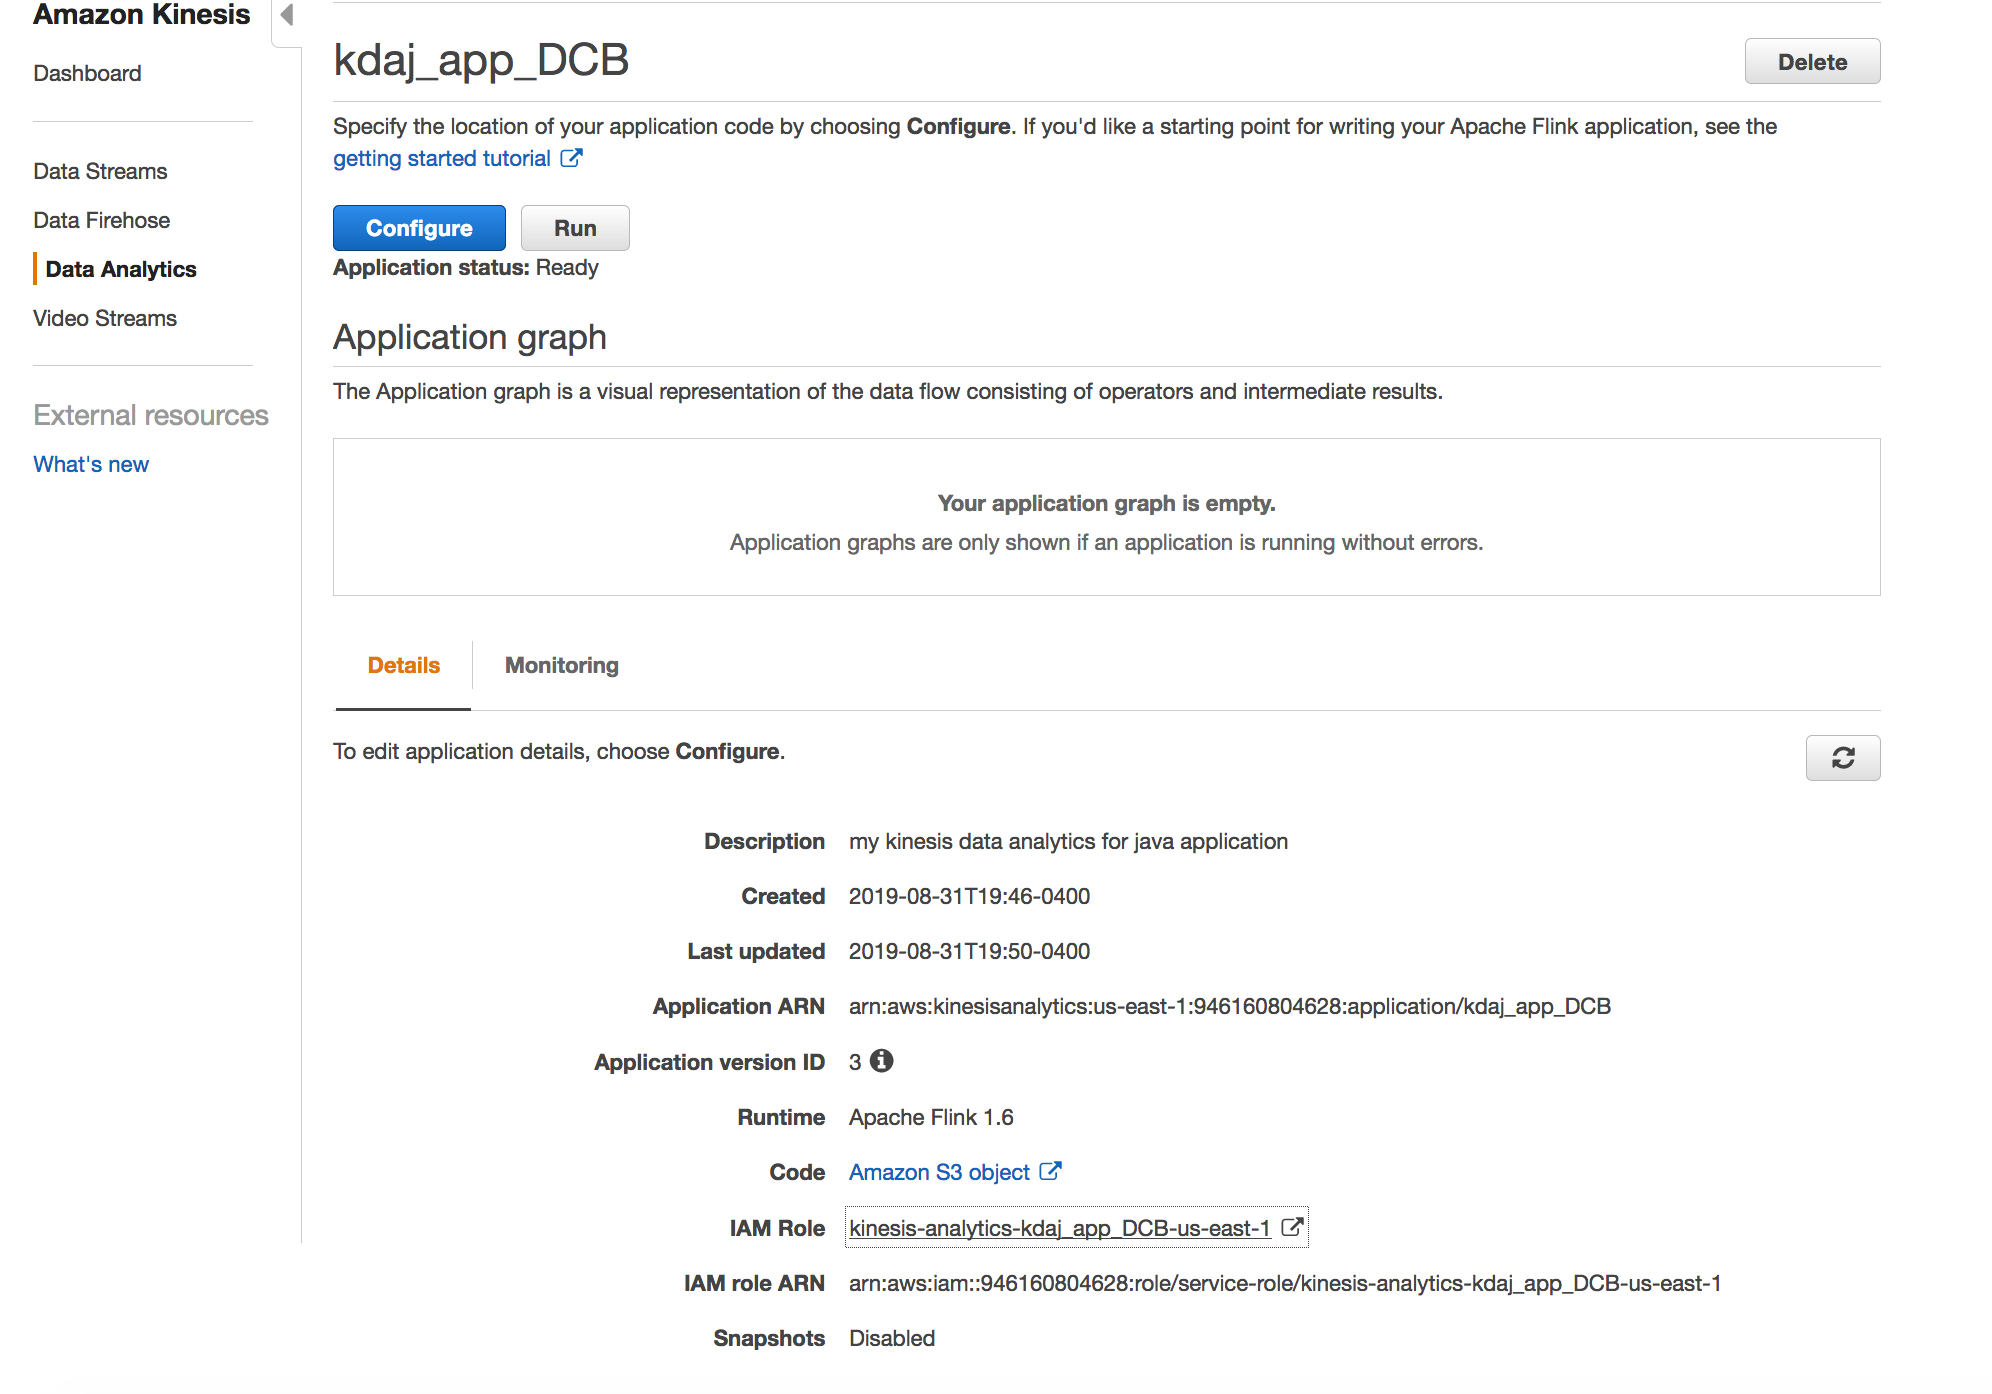 Amazon Kinesis
Dashboard
Data Streams
Data Firehose
Data Analytics
Video Streams
External resources
What's new
kdaj_app_DCB
Delete
Specify the location of your application code by choosing Configure. If you'd like a starting point for writing your Apache Flink application, see the
getting started tutorial
Configure
Run
Application status: Ready
Application graph
The Application graph is a visual representation of the data flow consisting of operators and intermediate results.
Your application graph is empty.
Application graphs are only shown if an application is running without errors.
Details
Monitoring
To edit application details, choose Configure.
Description my kinesis data analytics for java application
Created 2019-08-31T19:46-0400
Last updated 2019-08-31T19:50-0400
Application ARN arn:aws:kinesisanalytics:us-east-1:946160804628:application/kdaj_app_DCB
Application version ID 3
Runtime Apache Flink 1.6
Code Amazon S3 object
IAM Role kinesis-analytics-kdaj_app_DCB-us-east-1
IAM role ARN arn:aws:iam::946160804628:role/service-role/kinesis-analytics-kdaj_app_DCB-us-east-1
Snapshots Disabled